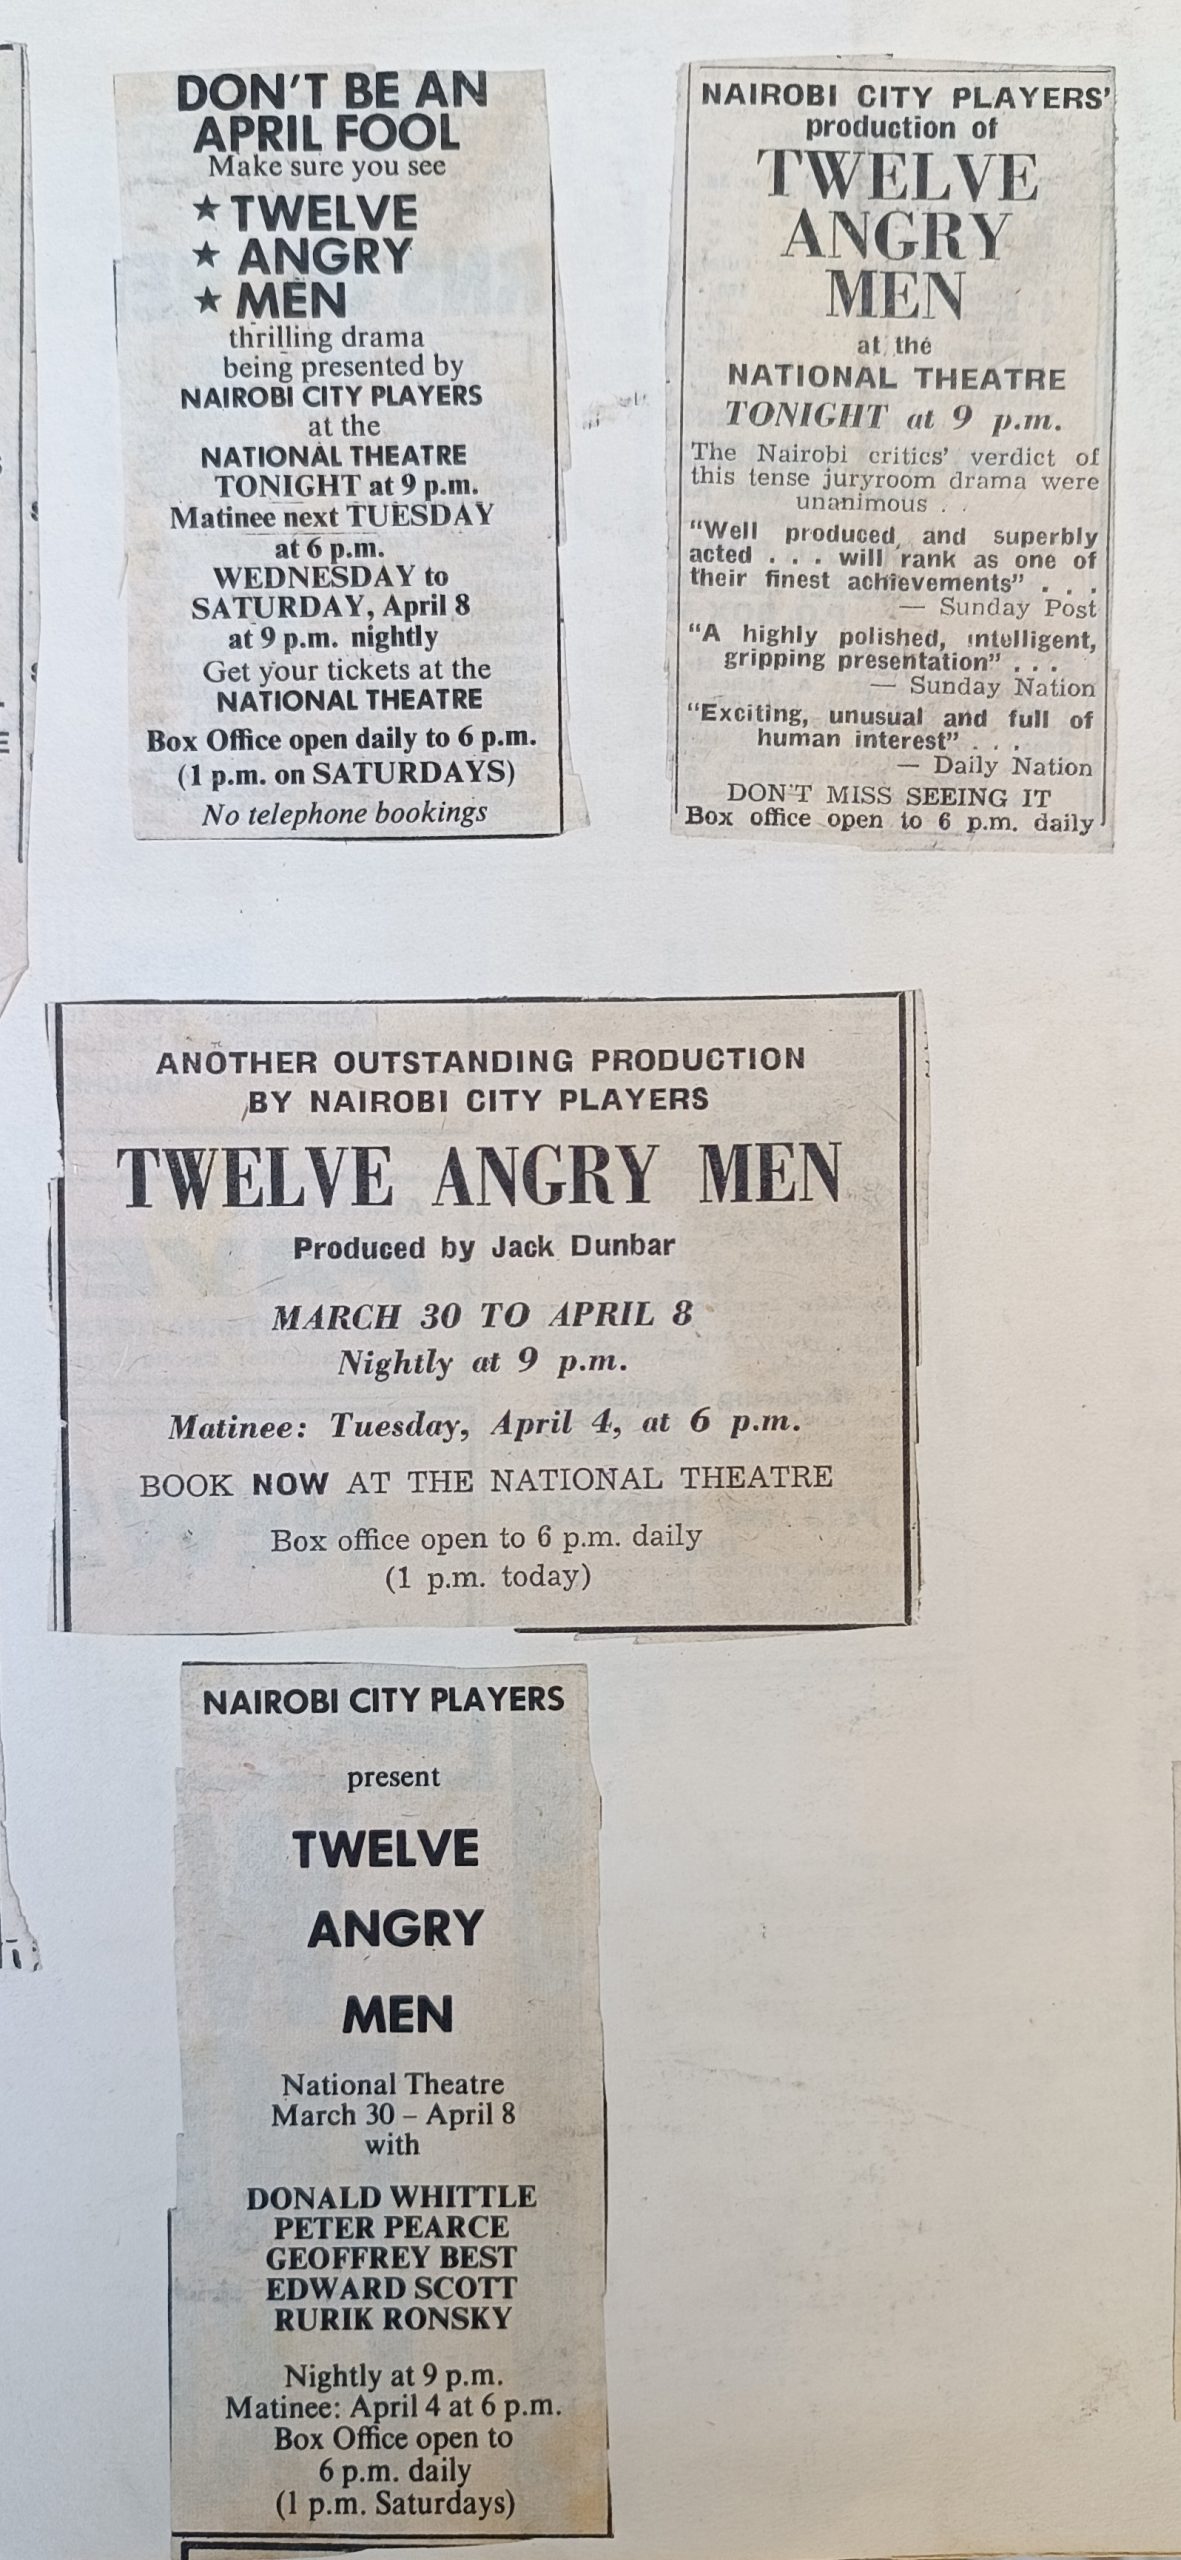 DON'T BE AN
APRIL FOOL
Make sure you see
★ TWELVE
★ ANGRY
★ MEN
thrilling drama
being presented by
NAIROBI CITY PLAYERS
at the
NATIONAL THEATRE
TONIGHT at 9 p.m.
Matinee next TUESDAY
at 6 p.m.
WEDNESDAY to
SATURDAY, April 8
at 9 p.m. nightly
Get your tickets at the
NATIONAL THEATRE
Box Office open daily to 6 p.m.
(1 p.m. on SATURDAYS)
No telephone bookings
NAIROBI CITY PLAYERS'
production of
TWELVE
ANGRY
MEN
at the
NATIONAL THEATRE
TONIGHT at 9 p.m.
The Nairobi critics' verdict of
this tense juryroom drama were
unanimous . .
"Well produced and superbly
acted . . . will rank as one of
their finest achievements" . . .
— Sunday Post
"A highly polished, intelligent,
gripping presentation" . . .
— Sunday Nation
"Exciting, unusual and full of
human interest" . . .
— Daily Nation
DON'T MISS SEEING IT
Box office open to 6 p.m. daily
ANOTHER OUTSTANDING PRODUCTION
BY NAIROBI CITY PLAYERS
TWELVE ANGRY MEN
Produced by Jack Dunbar
MARCH 30 TO APRIL 8
Nightly at 9 p.m.
Matinee: Tuesday, April 4, at 6 p.m.
BOOK NOW AT THE NATIONAL THEATRE
Box office open to 6 p.m. daily
(1 p.m. today)
NAIROBI CITY PLAYERS
present
TWELVE
ANGRY
MEN
National Theatre
March 30 – April 8
with
DONALD WHITTLE
PETER PEARCE
GEOFFREY BEST
EDWARD SCOTT
RURIK RONSKY
Nightly at 9 p.m.
Matinee: April 4 at 6 p.m.
Box Office open to
6 p.m. daily
(1 p.m. Saturdays)